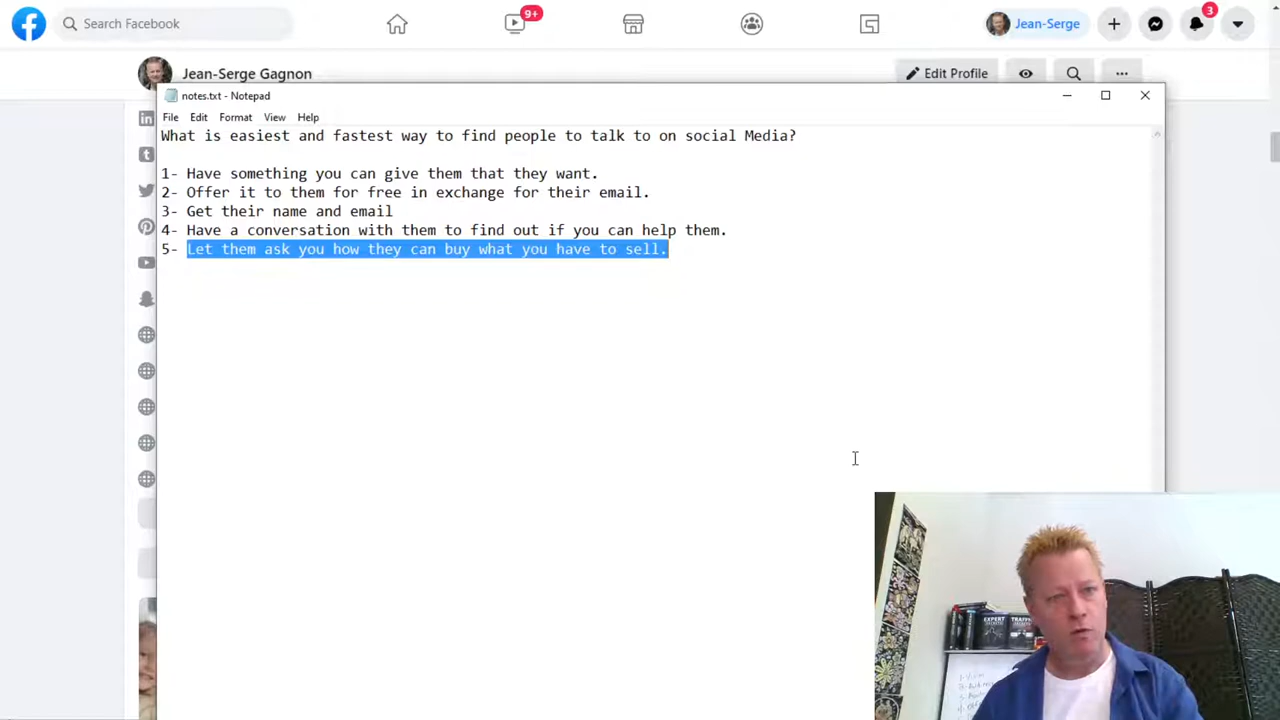 Search Facebook
9+
Jean-Serge
3
Jean-Serge Gagnon
Edit Profile
notes.txt - Notepad
File Edit Format View Help
What is easiest and fastest way to find people to talk to on social Media?
1- Have something you can give them that they want.
2- Offer it to them for free in exchange for their email.
3- Get their name and email
4- Have a conversation with them to find out if you can help them.
5- Let them ask you how they can buy what you have to sell.
EXPERT
TRAFFIC